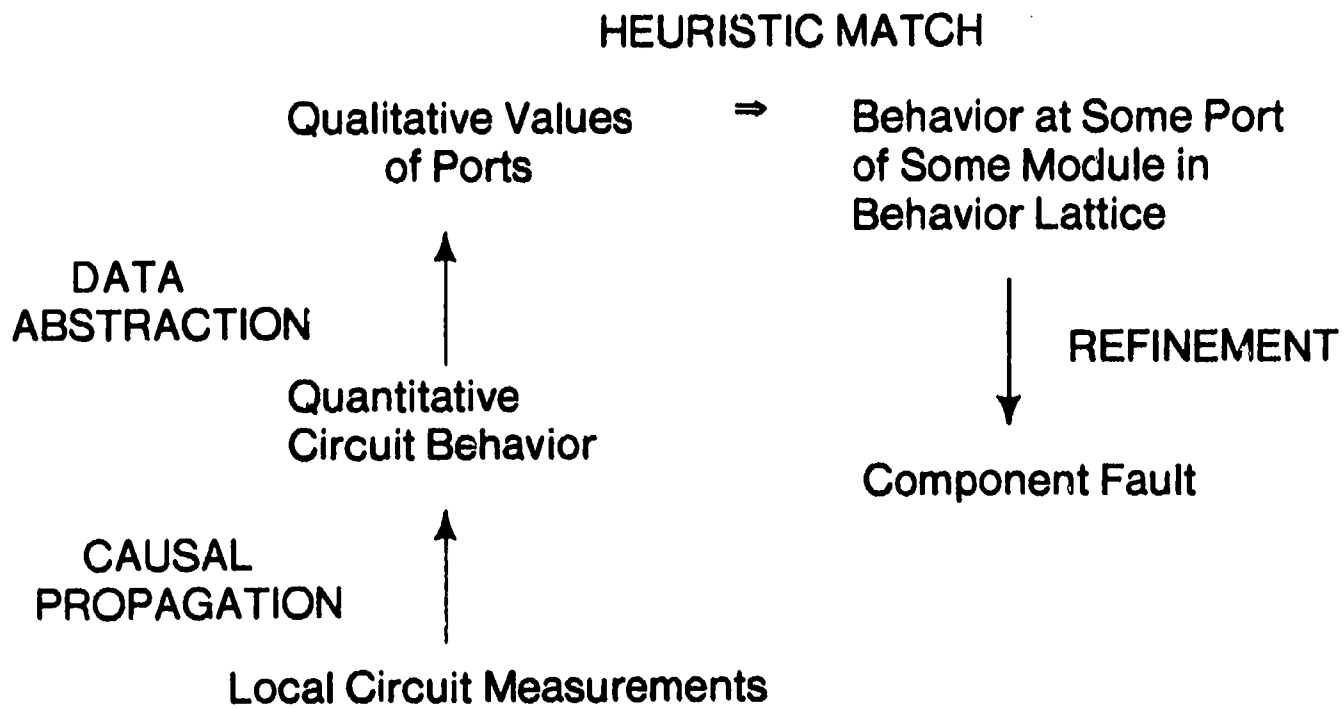 HEURISTIC MATCH
Qualitative Values
of Ports
⇒
Behavior at Some Port
of Some Module in
Behavior Lattice
DATA
ABSTRACTION
REFINEMENT
Quantitative
Circuit Behavior
Component Fault
CAUSAL
PROPAGATION
Local Circuit Measurements